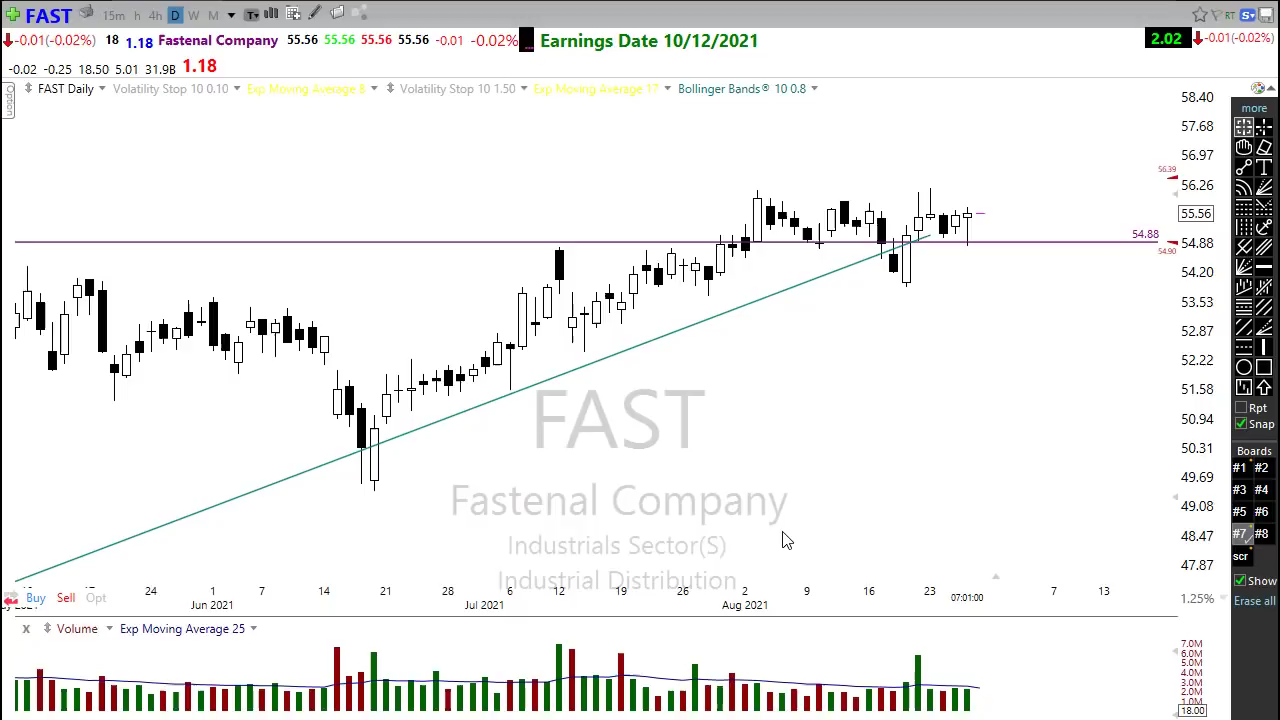 FAST 15m h 4h D W M
-0.01(-0.02%) 18 1.18 Fastenal Company 55.56 55.56 55.56 55.56 -0.01 -0.02% Earnings Date 10/12/2021 2.02 -0.01(-0.02%)
-0.02 -0.25 18.50 5.01 31.9B 1.18
FAST Daily Volatility Stop 10 0.10 Exp Moving Average 8 Volatility Stop 10 1.50 Exp Moving Average 17 Bollinger Bands® 10 0.8
Option
58.40
57.68
56.97
56.39
56.26
55.56
54.88
54.88
54.90
54.20
53.53
52.87
52.22
51.58
50.94
50.31
49.69
49.08
48.47
47.87
FAST
Fastenal Company
Industrials Sector(S)
Industrial Distribution
24 1 7 14 21 28 6 12 19 26 2 9 16 23 07:01:00 7 13
Jun 2021 Jul 2021 Aug 2021
Buy Sell Opt
1.25%
X Volume Exp Moving Average 25
7.0M
6.0M
5.0M
4.0M
3.0M
2.0M
1.0M
18.00
more
RT
Rpt
Snap
Boards
#1 #2
#3 #4
#5 #6
#7 #8
scr
Show
Erase all